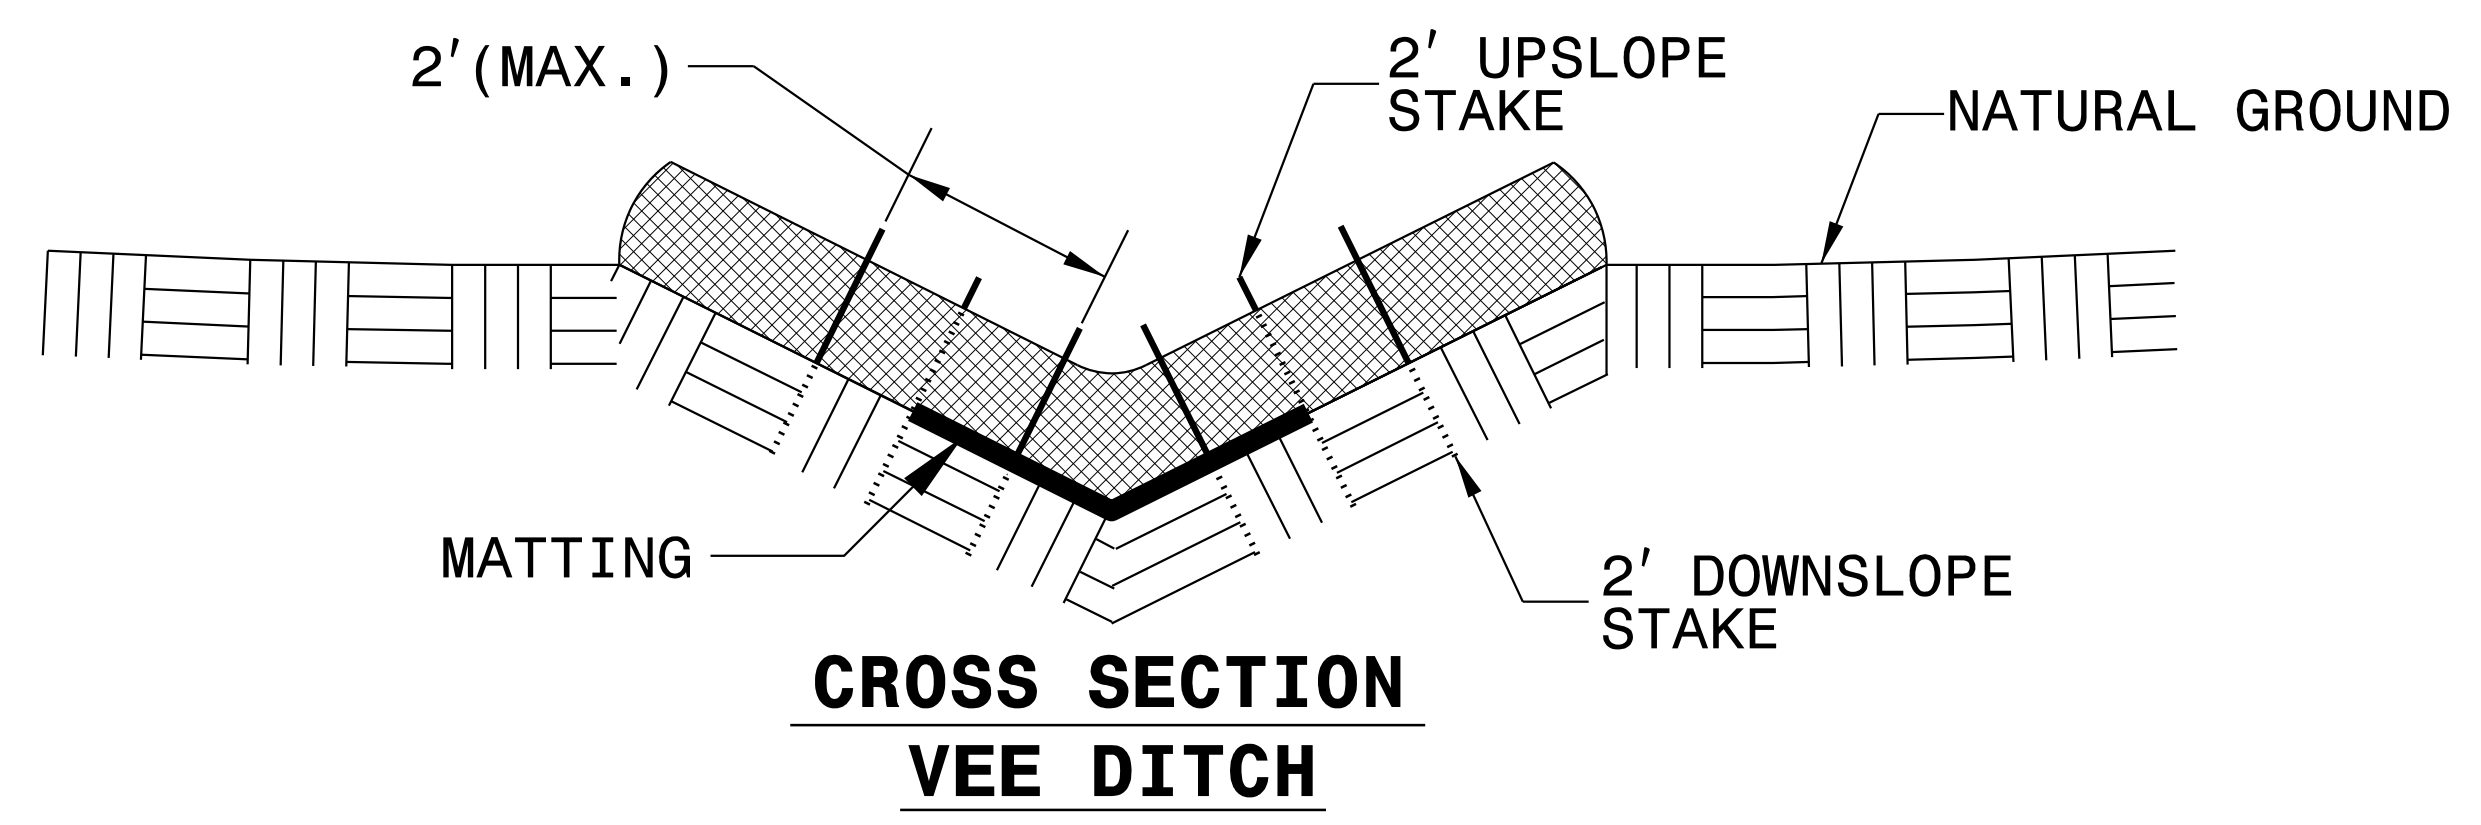 2'(MAX.)
2' UPSLOPE
STAKE
NATURAL GROUND
MATTING
2' DOWNSLOPE
STAKE
CROSS SECTION
VEE DITCH